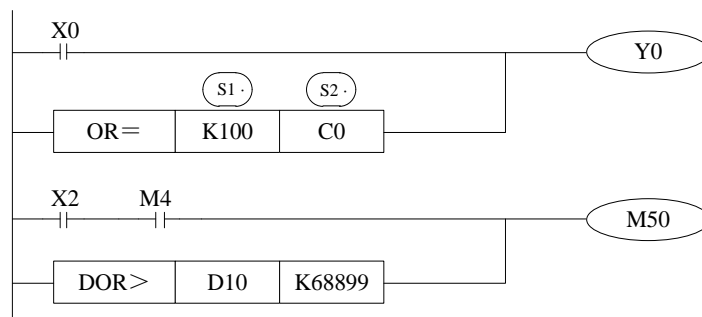 X0
Y0
S1· S2·
OR＝ K100 C0
X2 M4
M50
DOR＞ D10 K68899